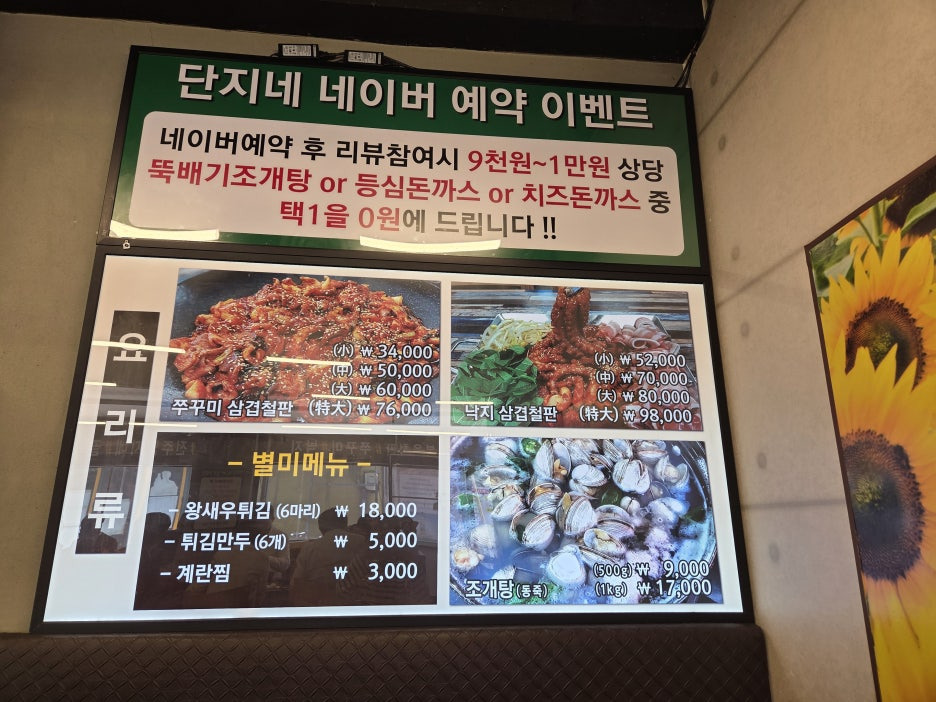 단지네 네이버 예약 이벤트
네이버예약 후 리뷰참여시 9천원~1만원 상당
뚝배기조개탕 or 등심돈까스 or 치즈돈까스 중
택1을 0원에 드립니다 !!
요리류
(小) ₩ 34,000
(中) ₩ 50,000
(大) ₩ 60,000
쭈꾸미 삼겹철판 (特大) ₩ 76,000
(小) ₩ 52,000
(中) ₩ 70,000
(大) ₩ 80,000
낙지 삼겹철판 (特大) ₩ 98,000
– 별미메뉴 –
– 왕새우튀김 (6마리) ₩ 18,000
– 튀김만두 (6개) ₩ 5,000
– 계란찜 ₩ 3,000
(500g) ₩ 9,000
조개탕 (동죽) (1kg) ₩ 17,000